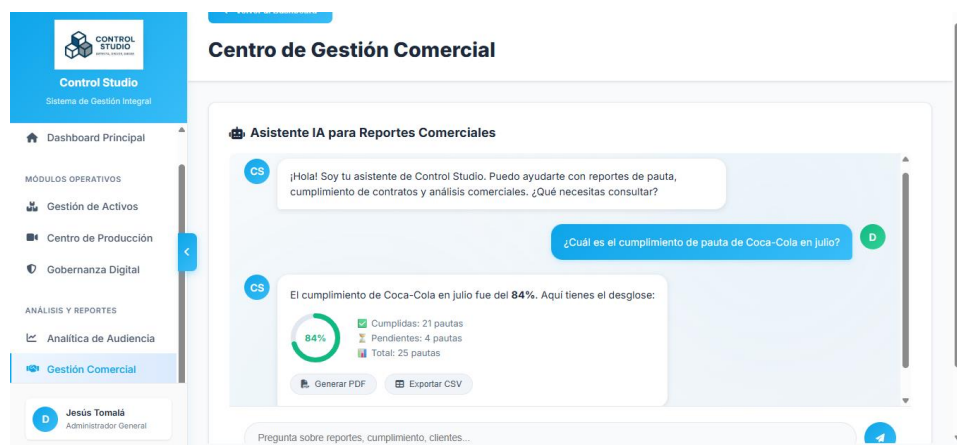 CONTROL
STUDIO
Control Studio
Sistema de Gestión Integral
Dashboard Principal
MÓDULOS OPERATIVOS
Gestión de Activos
Centro de Producción
Gobernanza Digital
ANÁLISIS Y REPORTES
Analítica de Audiencia
Gestión Comercial
D
Jesús Tomalá
Administrador General
Centro de Gestión Comercial
Asistente IA para Reportes Comerciales
CS
¡Hola! Soy tu asistente de Control Studio. Puedo ayudarte con reportes de pauta,
cumplimiento de contratos y análisis comerciales. ¿Qué necesitas consultar?
¿Cuál es el cumplimiento de pauta de Coca-Cola en julio?
D
CS
El cumplimiento de Coca-Cola en julio fue del 84%. Aquí tienes el desglose:
84%
Cumplidas: 21 pautas
Pendientes: 4 pautas
Total: 25 pautas
Generar PDF
Exportar CSV
Pregunta sobre reportes, cumplimiento, clientes...